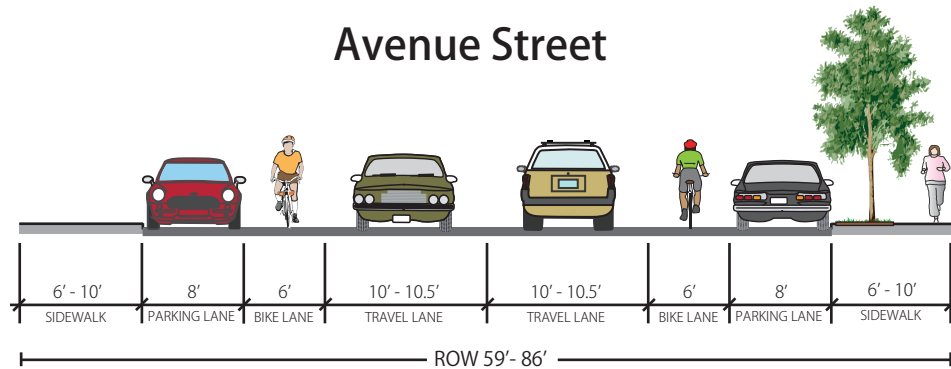 Avenue Street
6’ - 10’ 8’ 6’ 10’ - 10.5’ 10’ - 10.5’ 6’ 8’ 6’ - 10’
SIDEWALK PARKING LANE BIKE LANE TRAVEL LANE TRAVEL LANE BIKE LANE PARKING LANE SIDEWALK
ROW 59’- 86’